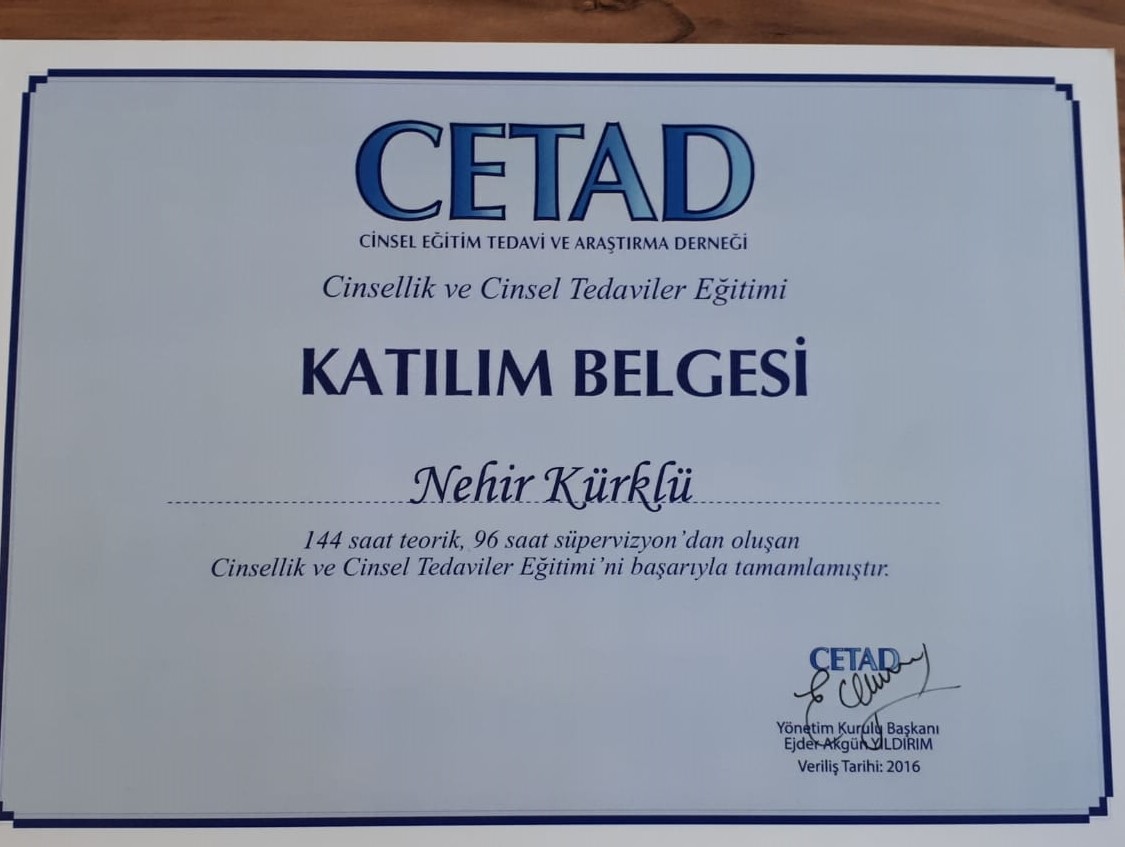 CETAD
CİNSEL EĞİTİM TEDAVİ VE ARAŞTIRMA DERNEĞİ
Cinsellik ve Cinsel Tedaviler Eğitimi
KATILIM BELGESİ
Nehir Kürklü
144 saat teorik, 96 saat süpervizyon'dan oluşan
Cinsellik ve Cinsel Tedaviler Eğitimi'ni başarıyla tamamlamıştır.
CETAD
Yönetim Kurulu Başkanı
Ejder Akgün YILDIRIM
Veriliş Tarihi: 2016